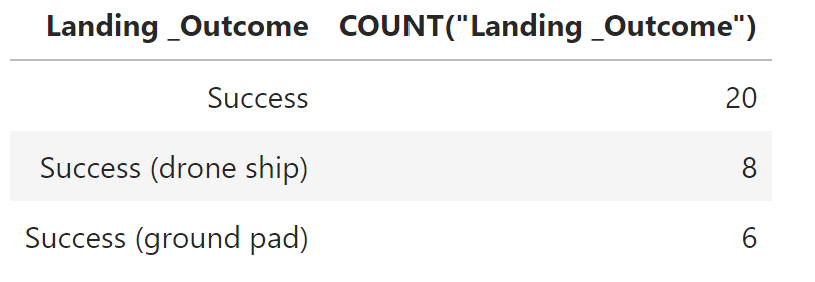 Landing _Outcome COUNT("Landing _Outcome")
Success 20
Success (drone ship) 8
Success (ground pad) 6